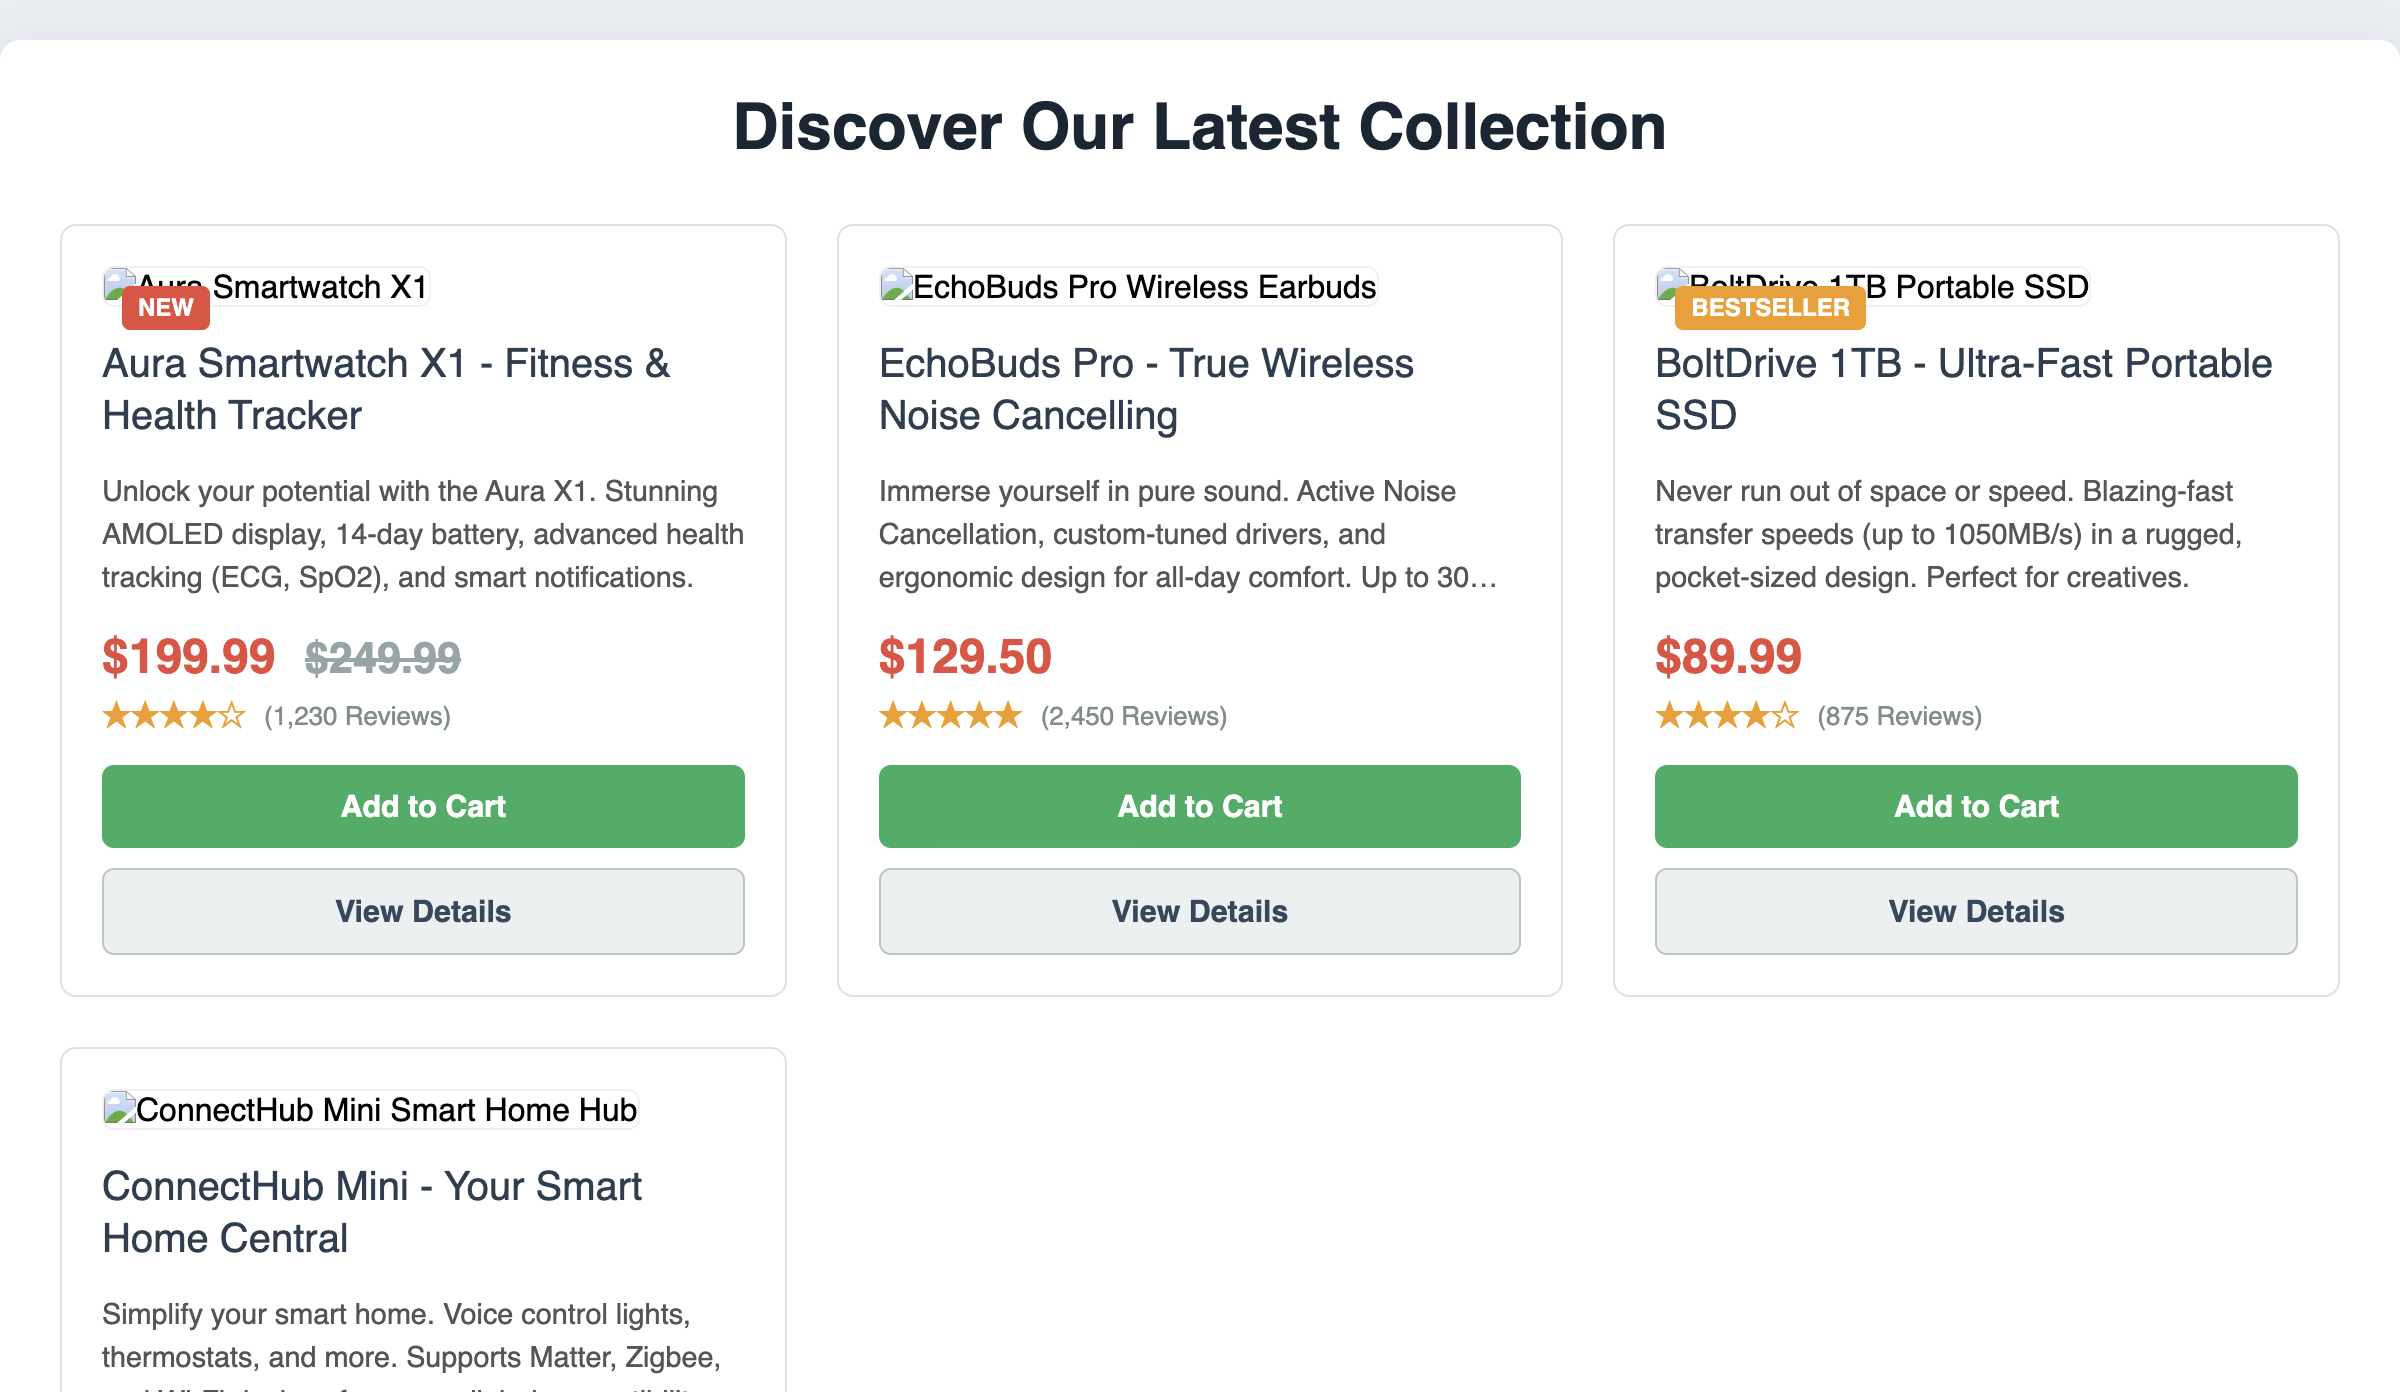 Discover Our Latest Collection
Aura Smartwatch X1
NEW
Aura Smartwatch X1 - Fitness &
Health Tracker
Unlock your potential with the Aura X1. Stunning
AMOLED display, 14-day battery, advanced health
tracking (ECG, SpO2), and smart notifications.
$199.99 $249.99
★★★★☆ (1,230 Reviews)
Add to Cart
View Details
EchoBuds Pro Wireless Earbuds
EchoBuds Pro - True Wireless
Noise Cancelling
Immerse yourself in pure sound. Active Noise
Cancellation, custom-tuned drivers, and
ergonomic design for all-day comfort. Up to 30…
$129.50
★★★★★ (2,450 Reviews)
Add to Cart
View Details
BoltDrive 1TB Portable SSD
BESTSELLER
BoltDrive 1TB - Ultra-Fast Portable
SSD
Never run out of space or speed. Blazing-fast
transfer speeds (up to 1050MB/s) in a rugged,
pocket-sized design. Perfect for creatives.
$89.99
★★★★☆ (875 Reviews)
Add to Cart
View Details
ConnectHub Mini Smart Home Hub
ConnectHub Mini - Your Smart
Home Central
Simplify your smart home. Voice control lights,
thermostats, and more. Supports Matter, Zigbee,